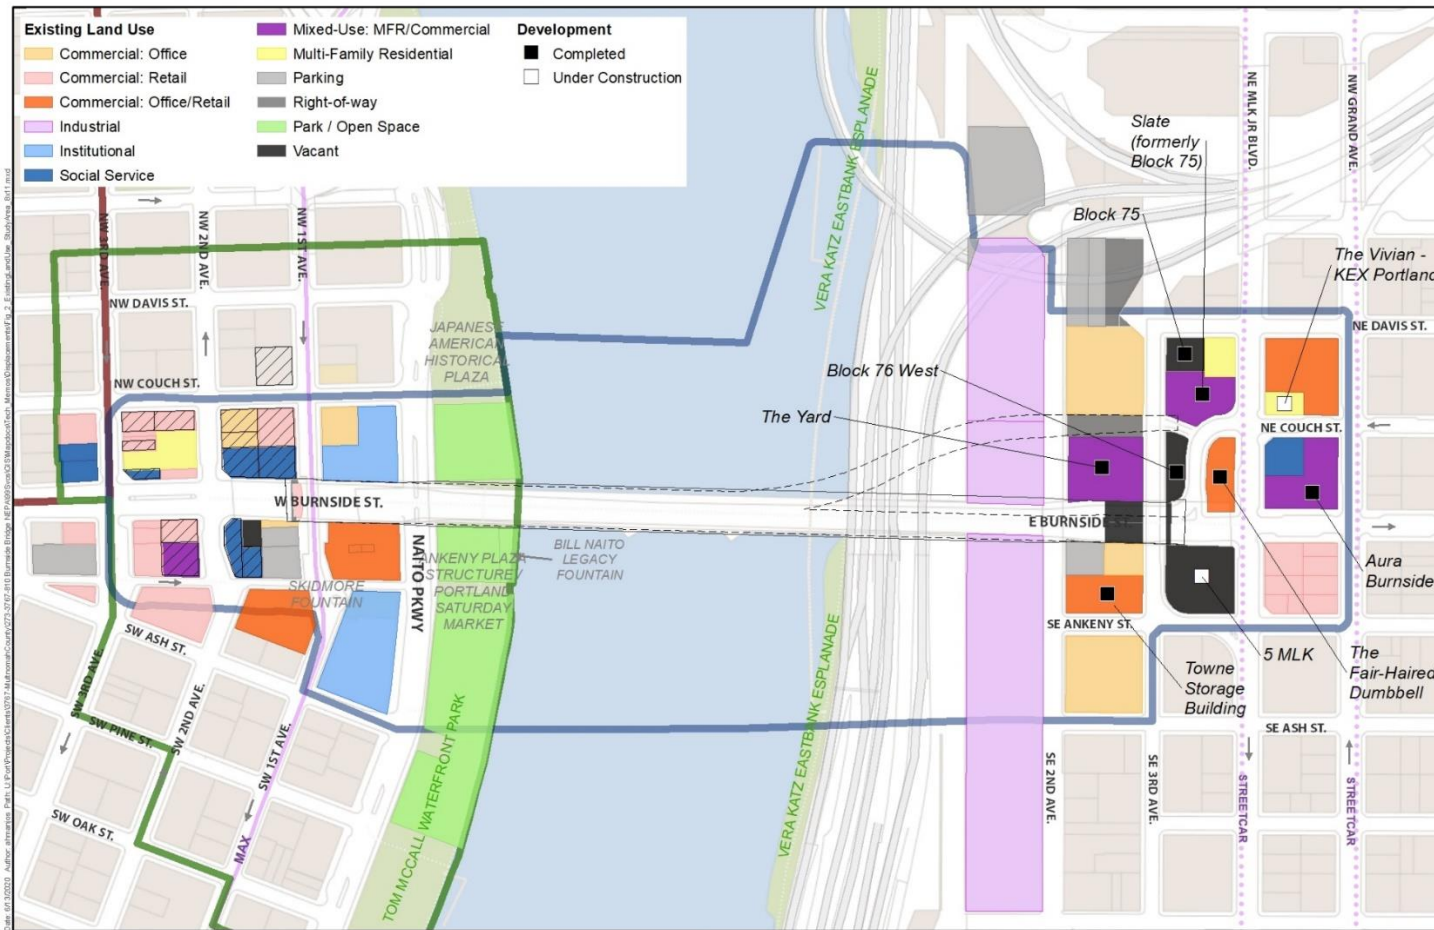 Existing Land Use
Commercial: Office
Commercial: Retail
Commercial: Office/Retail
Industrial
Institutional
Social Service
Mixed-Use: MFR/Commercial
Multi-Family Residential
Parking
Right-of-way
Park / Open Space
Vacant
Development
Completed
Under Construction
NW 3RD AVE.
NW 2ND AVE.
NW 1ST AVE.
NW DAVIS ST.
NW COUCH ST.
JAPANESE
AMERICAN
HISTORICAL
PLAZA
W BURNSIDE ST.
NAITO PKWY
ANKENY PLAZA
STRUCTURE/
PORTLAND
SATURDAY
MARKET
BILL NAITO
LEGACY
FOUNTAIN
SKIDMORE
FOUNTAIN
SW ASH ST.
SW 3RD AVE.
SW PINE ST.
SW 2ND AVE.
SW 1ST AVE.
SW OAK ST.
MAX
TOM MCCALL WATERFRONT PARK
VERA KATZ EASTBANK ESPLANADE
VERA KATZ EASTBANK ESPLANADE
NE MLK JR BLVD.
NW GRAND AVE.
Slate
(formerly
Block 75)
Block 75
The Vivian -
KEX Portland
NE DAVIS ST.
Block 76 West
The Yard
NE COUCH ST.
E BURNSIDE ST.
Aura
Burnside
SE ANKENY ST.
5 MLK
The
Fair-Haired
Dumbbell
Towne
Storage
Building
SE ASH ST.
SE 2ND AVE.
SE 3RD AVE.
STREETCAR
STREETCAR